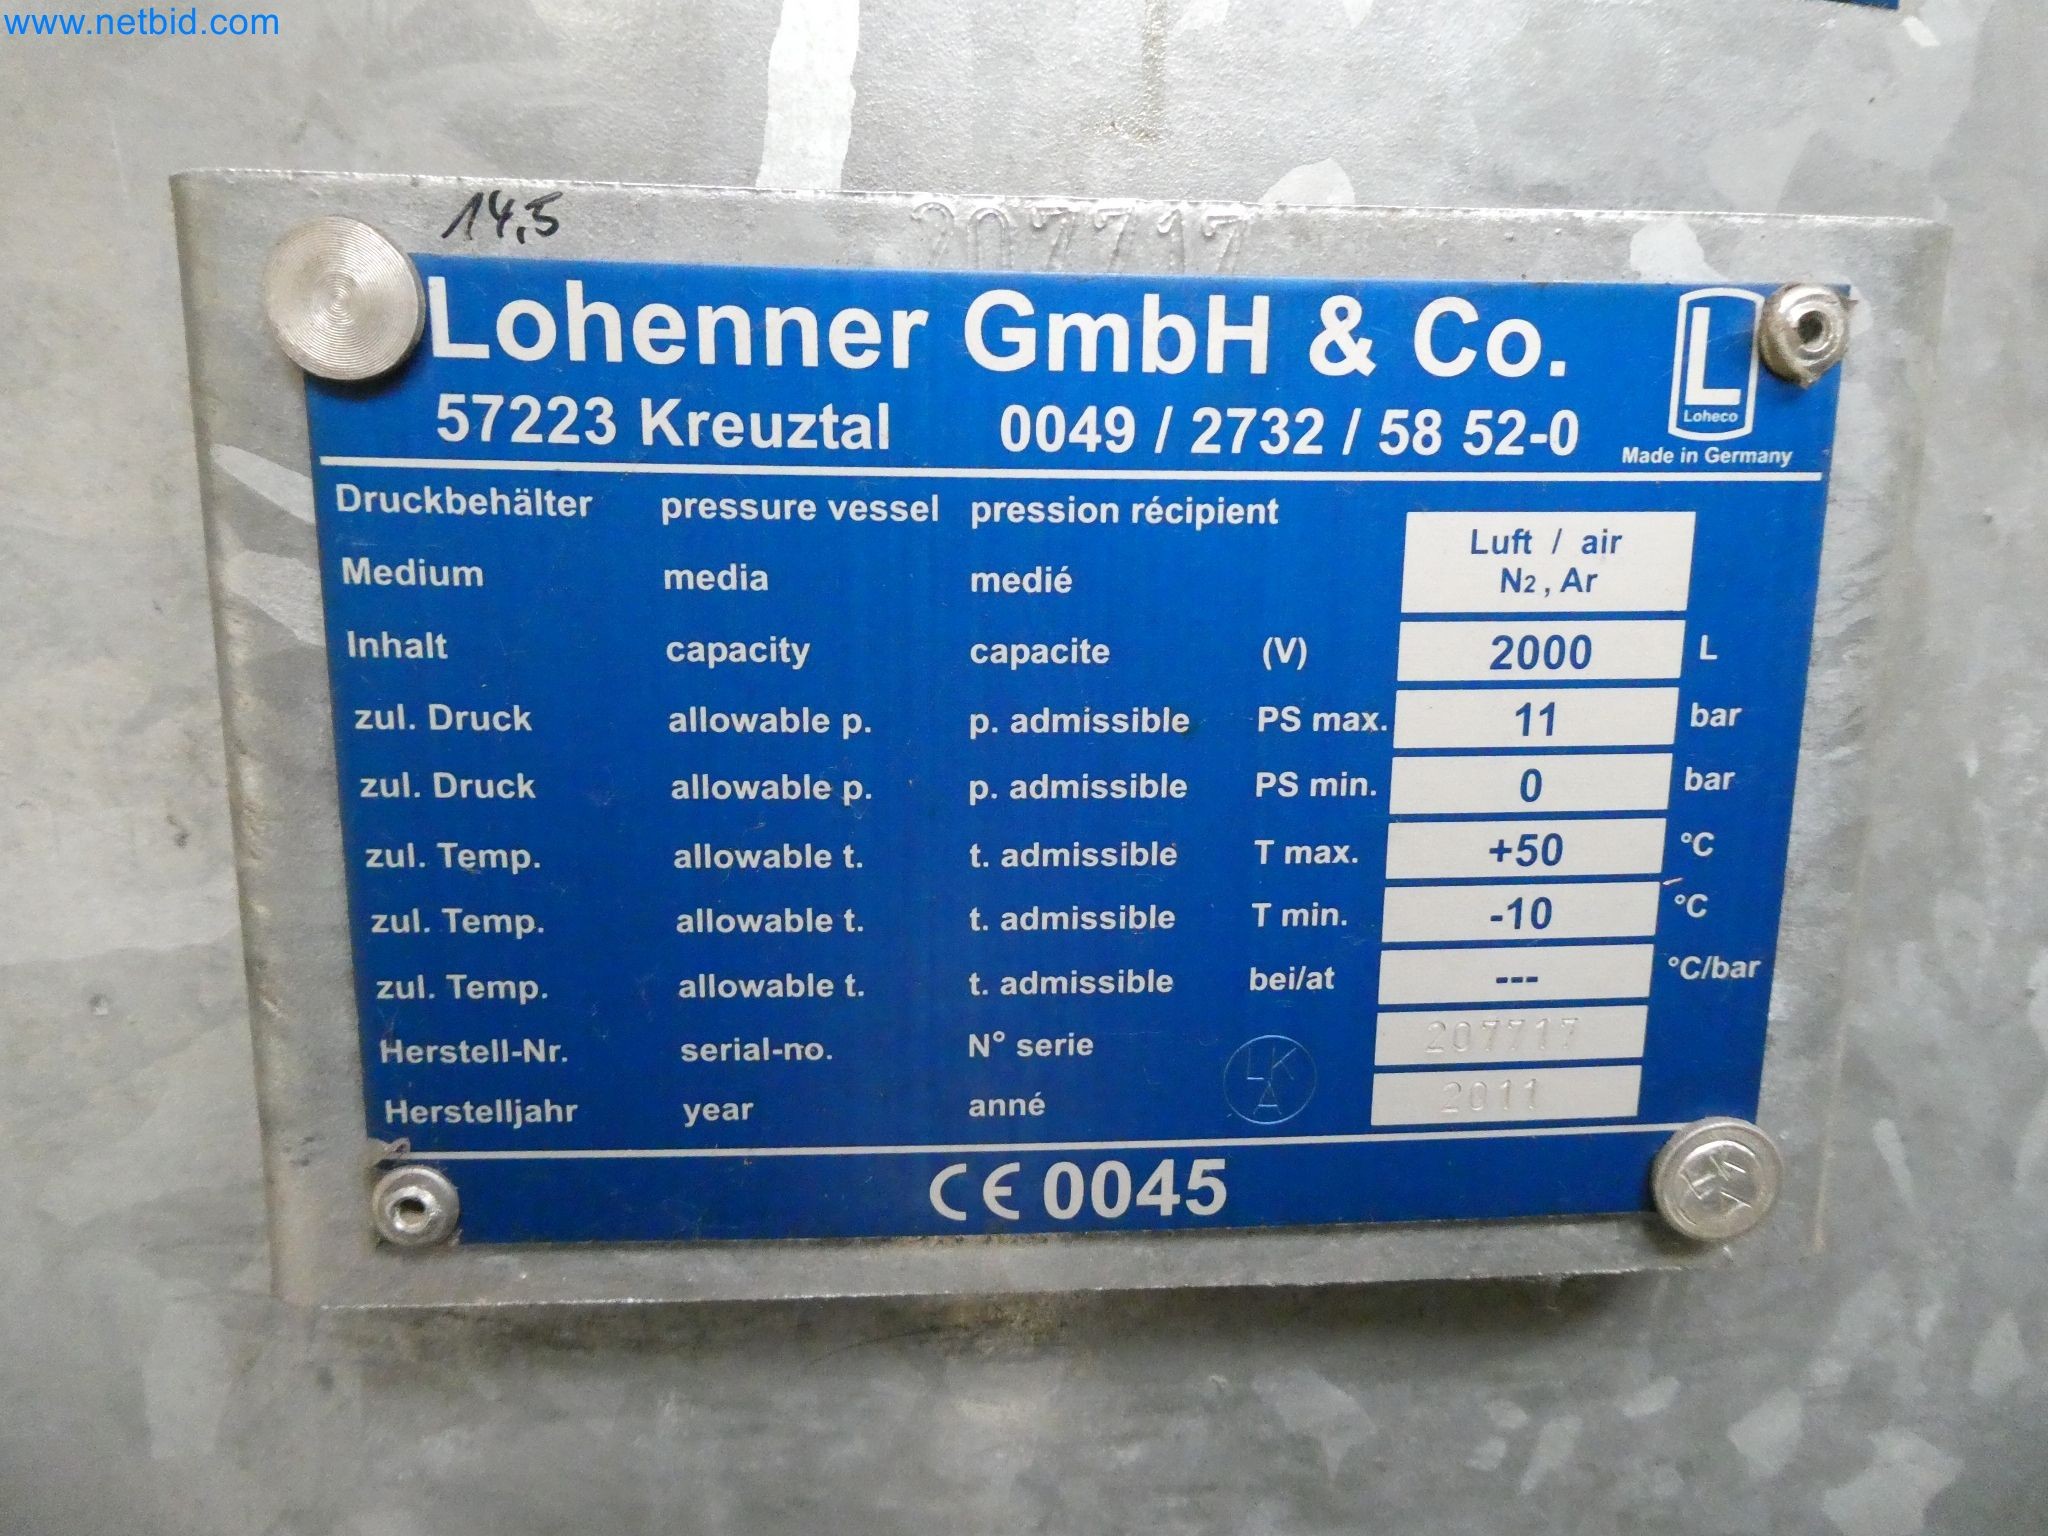 www.netbid.com
14,5
207717
Lohenner GmbH & Co.
57223 Kreuztal 0049 / 2732 / 58 52-0
L
Loheco
Made in Germany
Druckbehälter pressure vessel pression récipient
Medium media medié Luft / air
N2 , Ar
Inhalt capacity capacite (V) 2000 L
zul. Druck allowable p. p. admissible PS max. 11 bar
zul. Druck allowable p. p. admissible PS min. 0 bar
zul. Temp. allowable t. t. admissible T max. +50 °C
zul. Temp. allowable t. t. admissible T min. -10 °C
zul. Temp. allowable t. t. admissible bei/at --- °C/bar
Herstell-Nr. serial-no. N° serie 207717
LKA
Herstelljahr year anné 2011
CE 0045